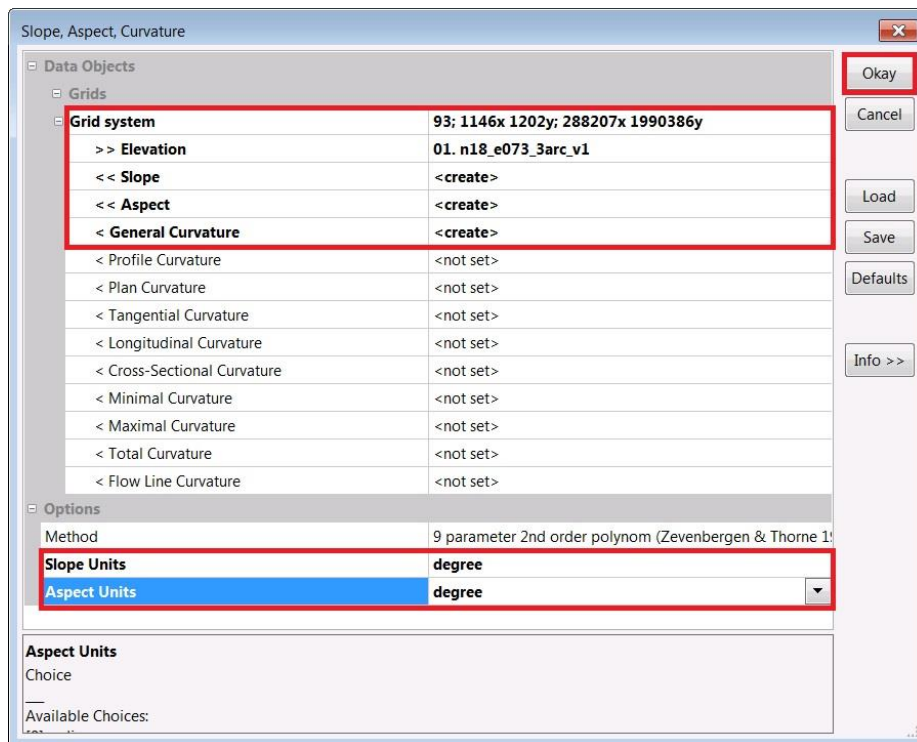 Slope, Aspect, Curvature
Data Objects
Grids
Grid system 93; 1146x 1202y; 288207x 1990386y
>> Elevation 01. n18_e073_3arc_v1
<< Slope <create>
<< Aspect <create>
< General Curvature <create>
< Profile Curvature <not set>
< Plan Curvature <not set>
< Tangential Curvature <not set>
< Longitudinal Curvature <not set>
< Cross-Sectional Curvature <not set>
< Minimal Curvature <not set>
< Maximal Curvature <not set>
< Total Curvature <not set>
< Flow Line Curvature <not set>
Options
Method 9 parameter 2nd order polynom (Zevenbergen & Thorne
Slope Units degree
Aspect Units degree
Aspect Units
Choice
__
Available Choices:
Okay
Cancel
Load
Save
Defaults
Info >>